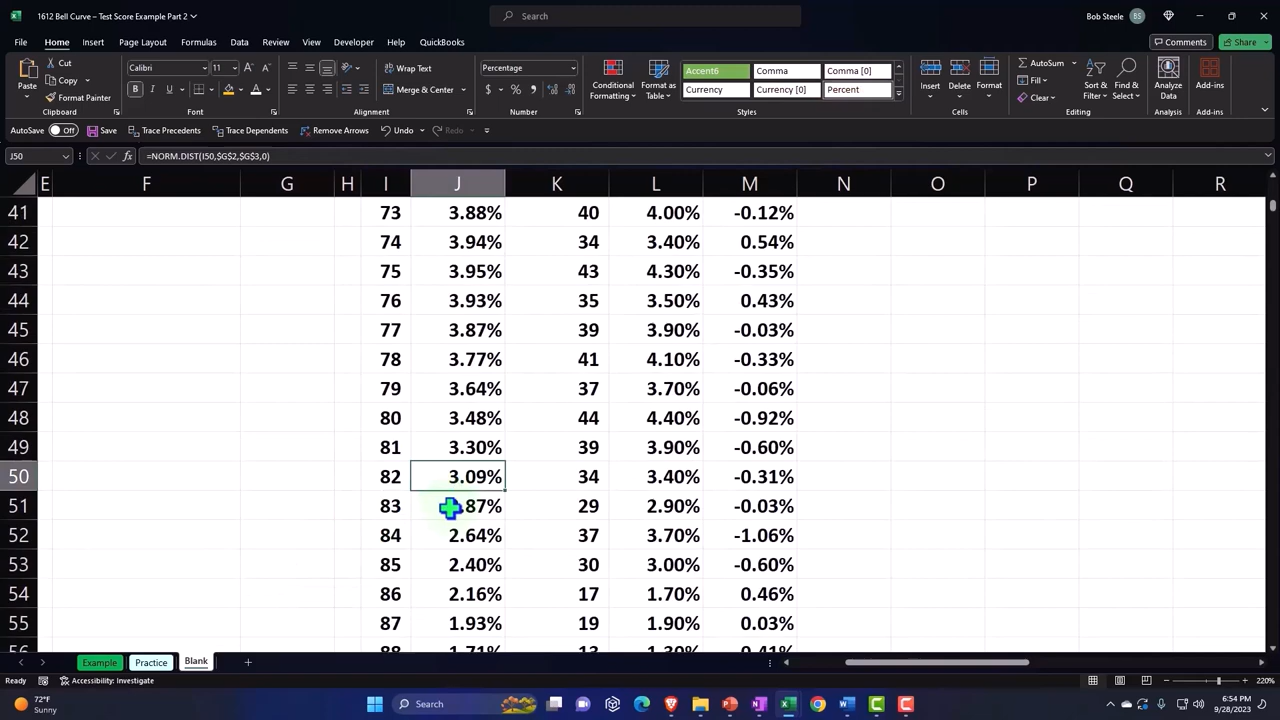 1612 Bell Curve – Test Score Example Part 2
Search
Bob Steele BS
File Home Insert Page Layout Formulas Data Review View Developer Help QuickBooks Comments Share
Paste Cut Copy Format Painter
Calibri 11
Wrap Text
Merge & Center
Percentage
Conditional Formatting Format as Table
Accent6 Comma Comma [0]
Currency Currency [0] Percent
Insert Delete Format
AutoSum Fill Clear
Sort & Filter Find & Select
Analyze Data
Add-ins
Clipboard Font Alignment Number Styles Cells Editing Analysis Add-ins
AutoSave Off Save Trace Precedents Trace Dependents Remove Arrows Undo Redo
J50 fx =NORM.DIST(I50,$G$2,$G$3,0)
E F G H I J K L M N O P Q R
41 73 3.88% 40 4.00% -0.12%
42 74 3.94% 34 3.40% 0.54%
43 75 3.95% 43 4.30% -0.35%
44 76 3.93% 35 3.50% 0.43%
45 77 3.87% 39 3.90% -0.03%
46 78 3.77% 41 4.10% -0.33%
47 79 3.64% 37 3.70% -0.06%
48 80 3.48% 44 4.40% -0.92%
49 81 3.30% 39 3.90% -0.60%
50 82 3.09% 34 3.40% -0.31%
51 83 .87% 29 2.90% -0.03%
52 84 2.64% 37 3.70% -1.06%
53 85 2.40% 30 3.00% -0.60%
54 86 2.16% 17 1.70% 0.46%
55 87 1.93% 19 1.90% 0.03%
56 88 1.71% 13 1.30% 0.41%
Example Practice Blank
Ready Accessibility: Investigate 220%
72°F
Sunny
Search
6:54 PM
9/28/2023